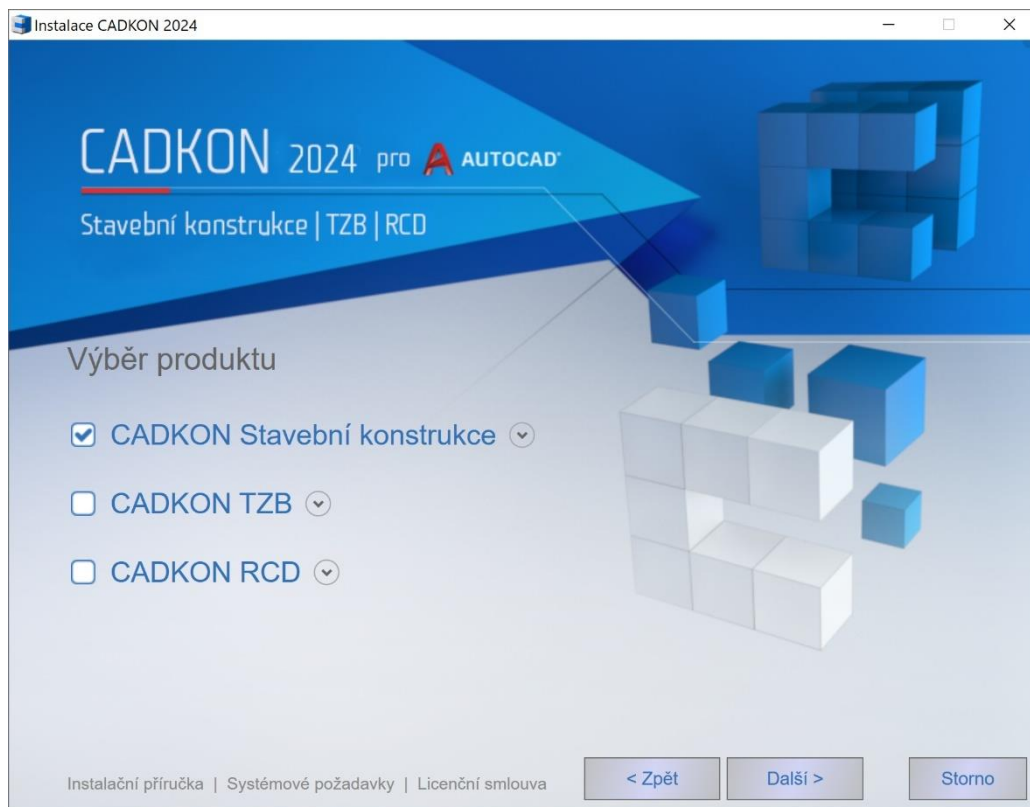 Instalace CADKON 2024
CADKON 2024 pro AUTOCAD®
Stavební konstrukce | TZB | RCD
Výběr produktu
CADKON Stavební konstrukce
CADKON TZB
CADKON RCD
Instalační příručka | Systémové požadavky | Licenční smlouva
< Zpět
Další >
Storno